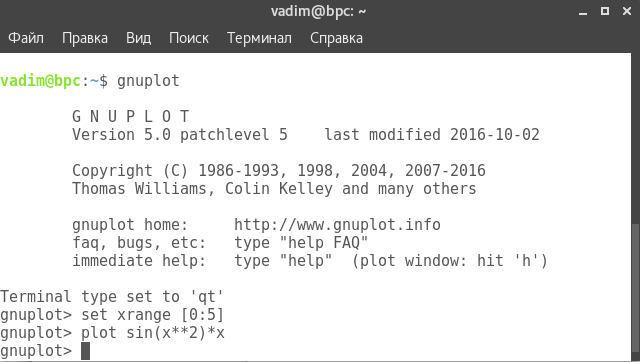 vadim@bpc: ~
Файл Правка Вид Поиск Терминал Справка
vadim@bpc:~$ gnuplot
G N U P L O T
Version 5.0 patchlevel 5    last modified 2016-10-02
Copyright (C) 1986-1993, 1998, 2004, 2007-2016
Thomas Williams, Colin Kelley and many others
gnuplot home:     http://www.gnuplot.info
faq, bugs, etc:   type "help FAQ"
immediate help:   type "help"  (plot window: hit 'h')
Terminal type set to 'qt'
gnuplot> set xrange [0:5]
gnuplot> plot sin(x**2)*x
gnuplot>